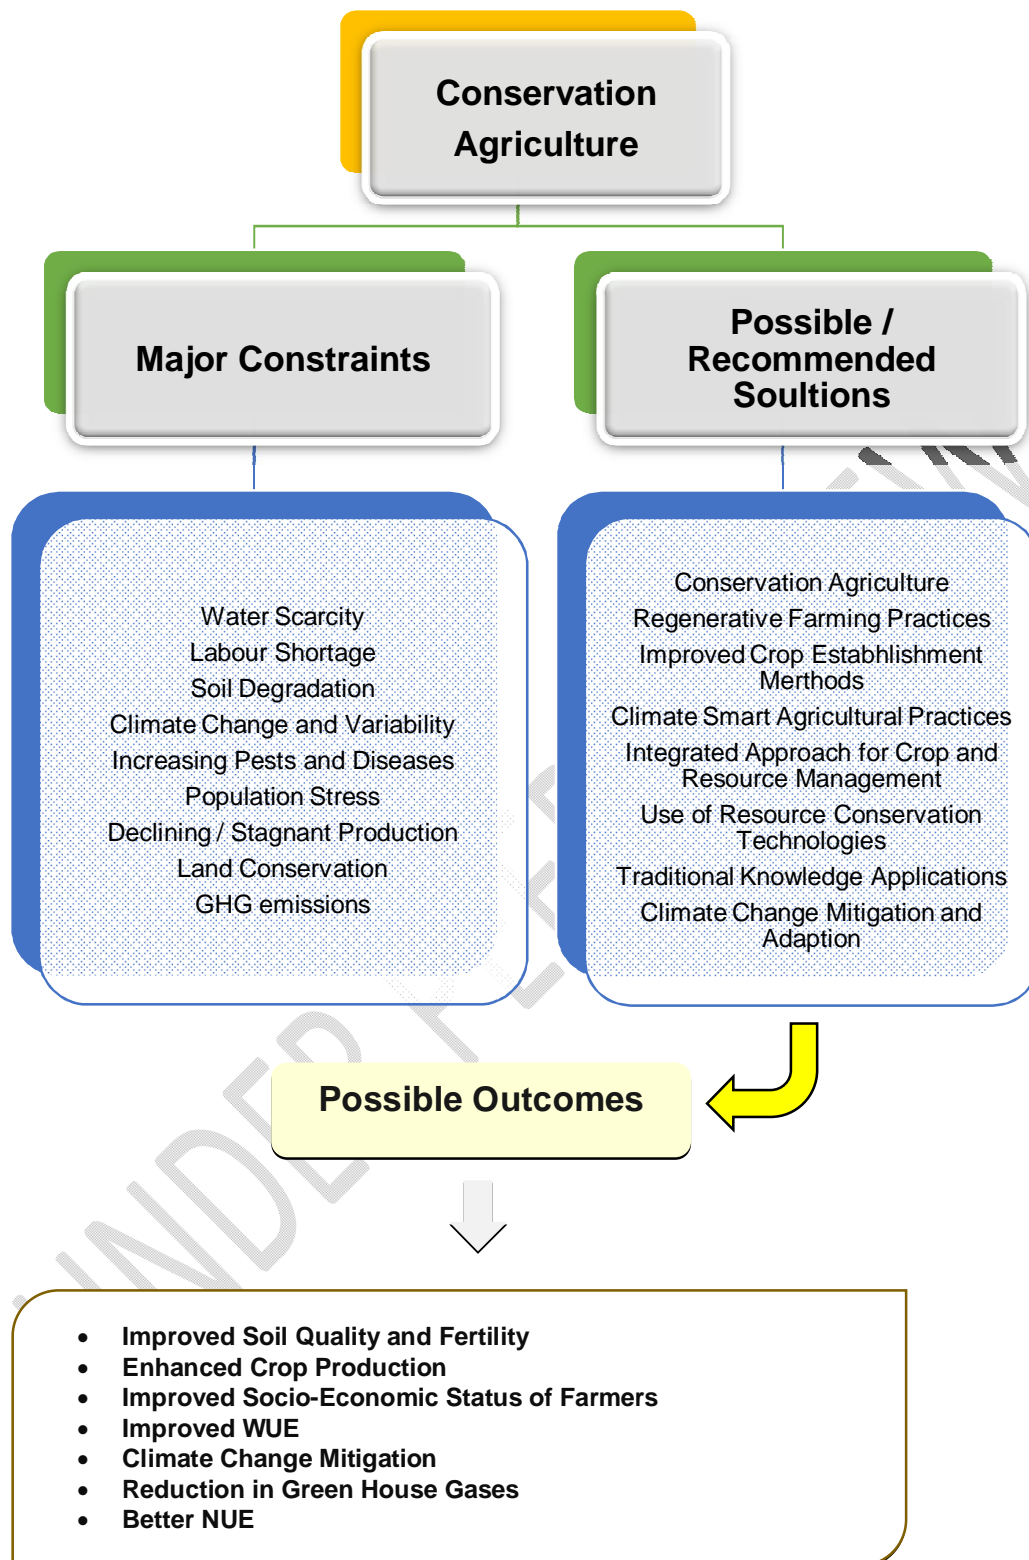 Conservation
Agriculture
Major Constraints
Possible /
Recommended
Soultions
Water Scarcity
Labour Shortage
Soil Degradation
Climate Change and Variability
Increasing Pests and Diseases
Population Stress
Declining / Stagnant Production
Land Conservation
GHG emissions
Conservation Agriculture
Regenerative Farming Practices
Improved Crop Estabhlishment
Merthods
Climate Smart Agricultural Practices
Integrated Approach for Crop and
Resource Management
Use of Resource Conservation
Technologies
Traditional Knowledge Applications
Climate Change Mitigation and
Adaption
Possible Outcomes
• Improved Soil Quality and Fertility
• Enhanced Crop Production
• Improved Socio-Economic Status of Farmers
• Improved WUE
• Climate Change Mitigation
• Reduction in Green House Gases
• Better NUE
UNDER